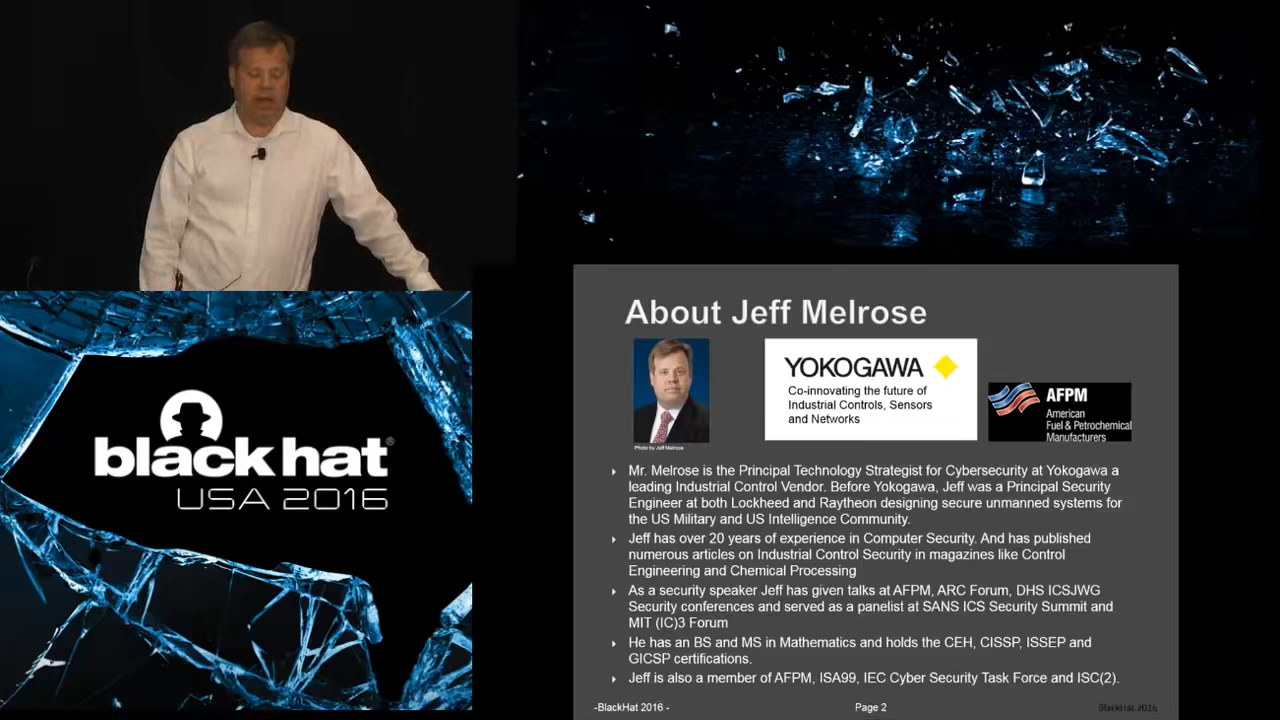 black hat®
USA 2016
About Jeff Melrose
Photo by Jeff Melrose
YOKOGAWA
Co-innovating the future of
Industrial Controls, Sensors
and Networks
AFPM
American
Fuel & Petrochemical
Manufacturers
Mr. Melrose is the Principal Technology Strategist for Cybersecurity at Yokogawa a
leading Industrial Control Vendor. Before Yokogawa, Jeff was a Principal Security
Engineer at both Lockheed and Raytheon designing secure unmanned systems for
the US Military and US Intelligence Community.
Jeff has over 20 years of experience in Computer Security. And has published
numerous articles on Industrial Control Security in magazines like Control
Engineering and Chemical Processing
As a security speaker Jeff has given talks at AFPM, ARC Forum, DHS ICSJWG
Security conferences and served as a panelist at SANS ICS Security Summit and
MIT (IC)3 Forum
He has an BS and MS in Mathematics and holds the CEH, CISSP, ISSEP and
GICSP certifications.
Jeff is also a member of AFPM, ISA99, IEC Cyber Security Task Force and ISC(2).
-BlackHat 2016 -
Page 2
BlackHat 2016